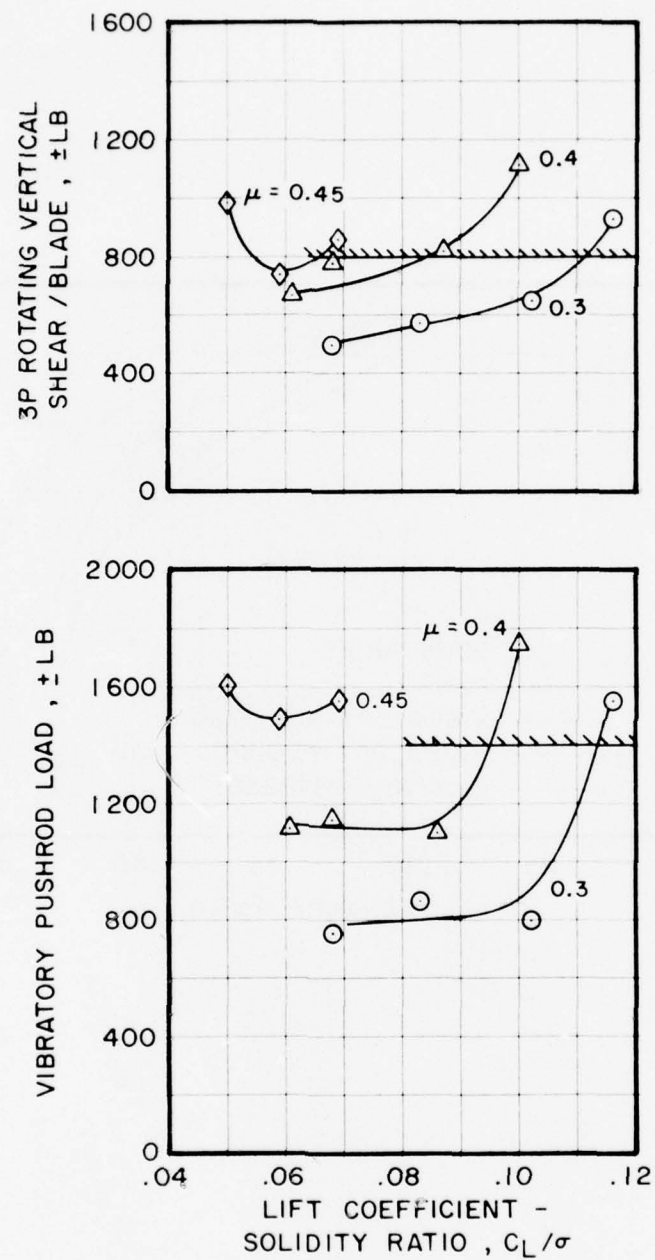 3P ROTATING VERTICAL
SHEAR / BLADE , ±LB
1600
1200
800
400
0
μ = 0.45
0.4
0.3
VIBRATORY PUSHROD LOAD , ±LB
2000
1600
1200
800
400
0
μ = 0.4
0.45
0.3
.04 .06 .08 .10 .12
LIFT COEFFICIENT -
SOLIDITY RATIO , CL/σ